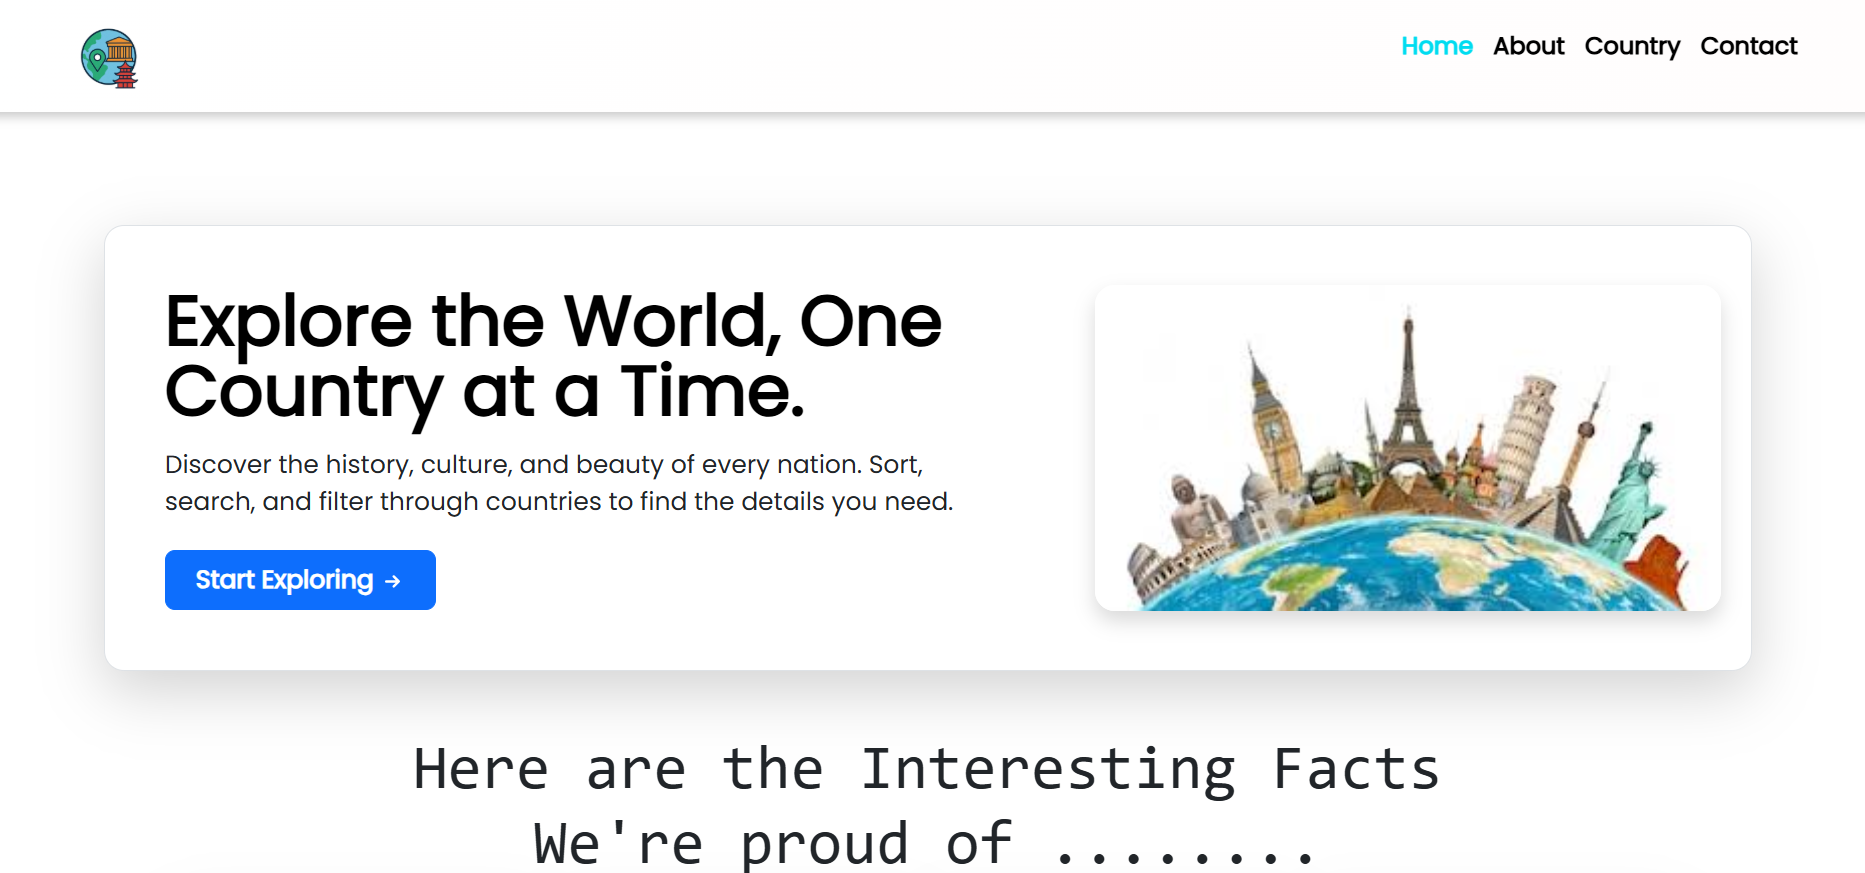 Home About Country Contact
Explore the World, One
Country at a Time.
Discover the history, culture, and beauty of every nation. Sort,
search, and filter through countries to find the details you need.
Start Exploring →
Here are the Interesting Facts
We're proud of ........